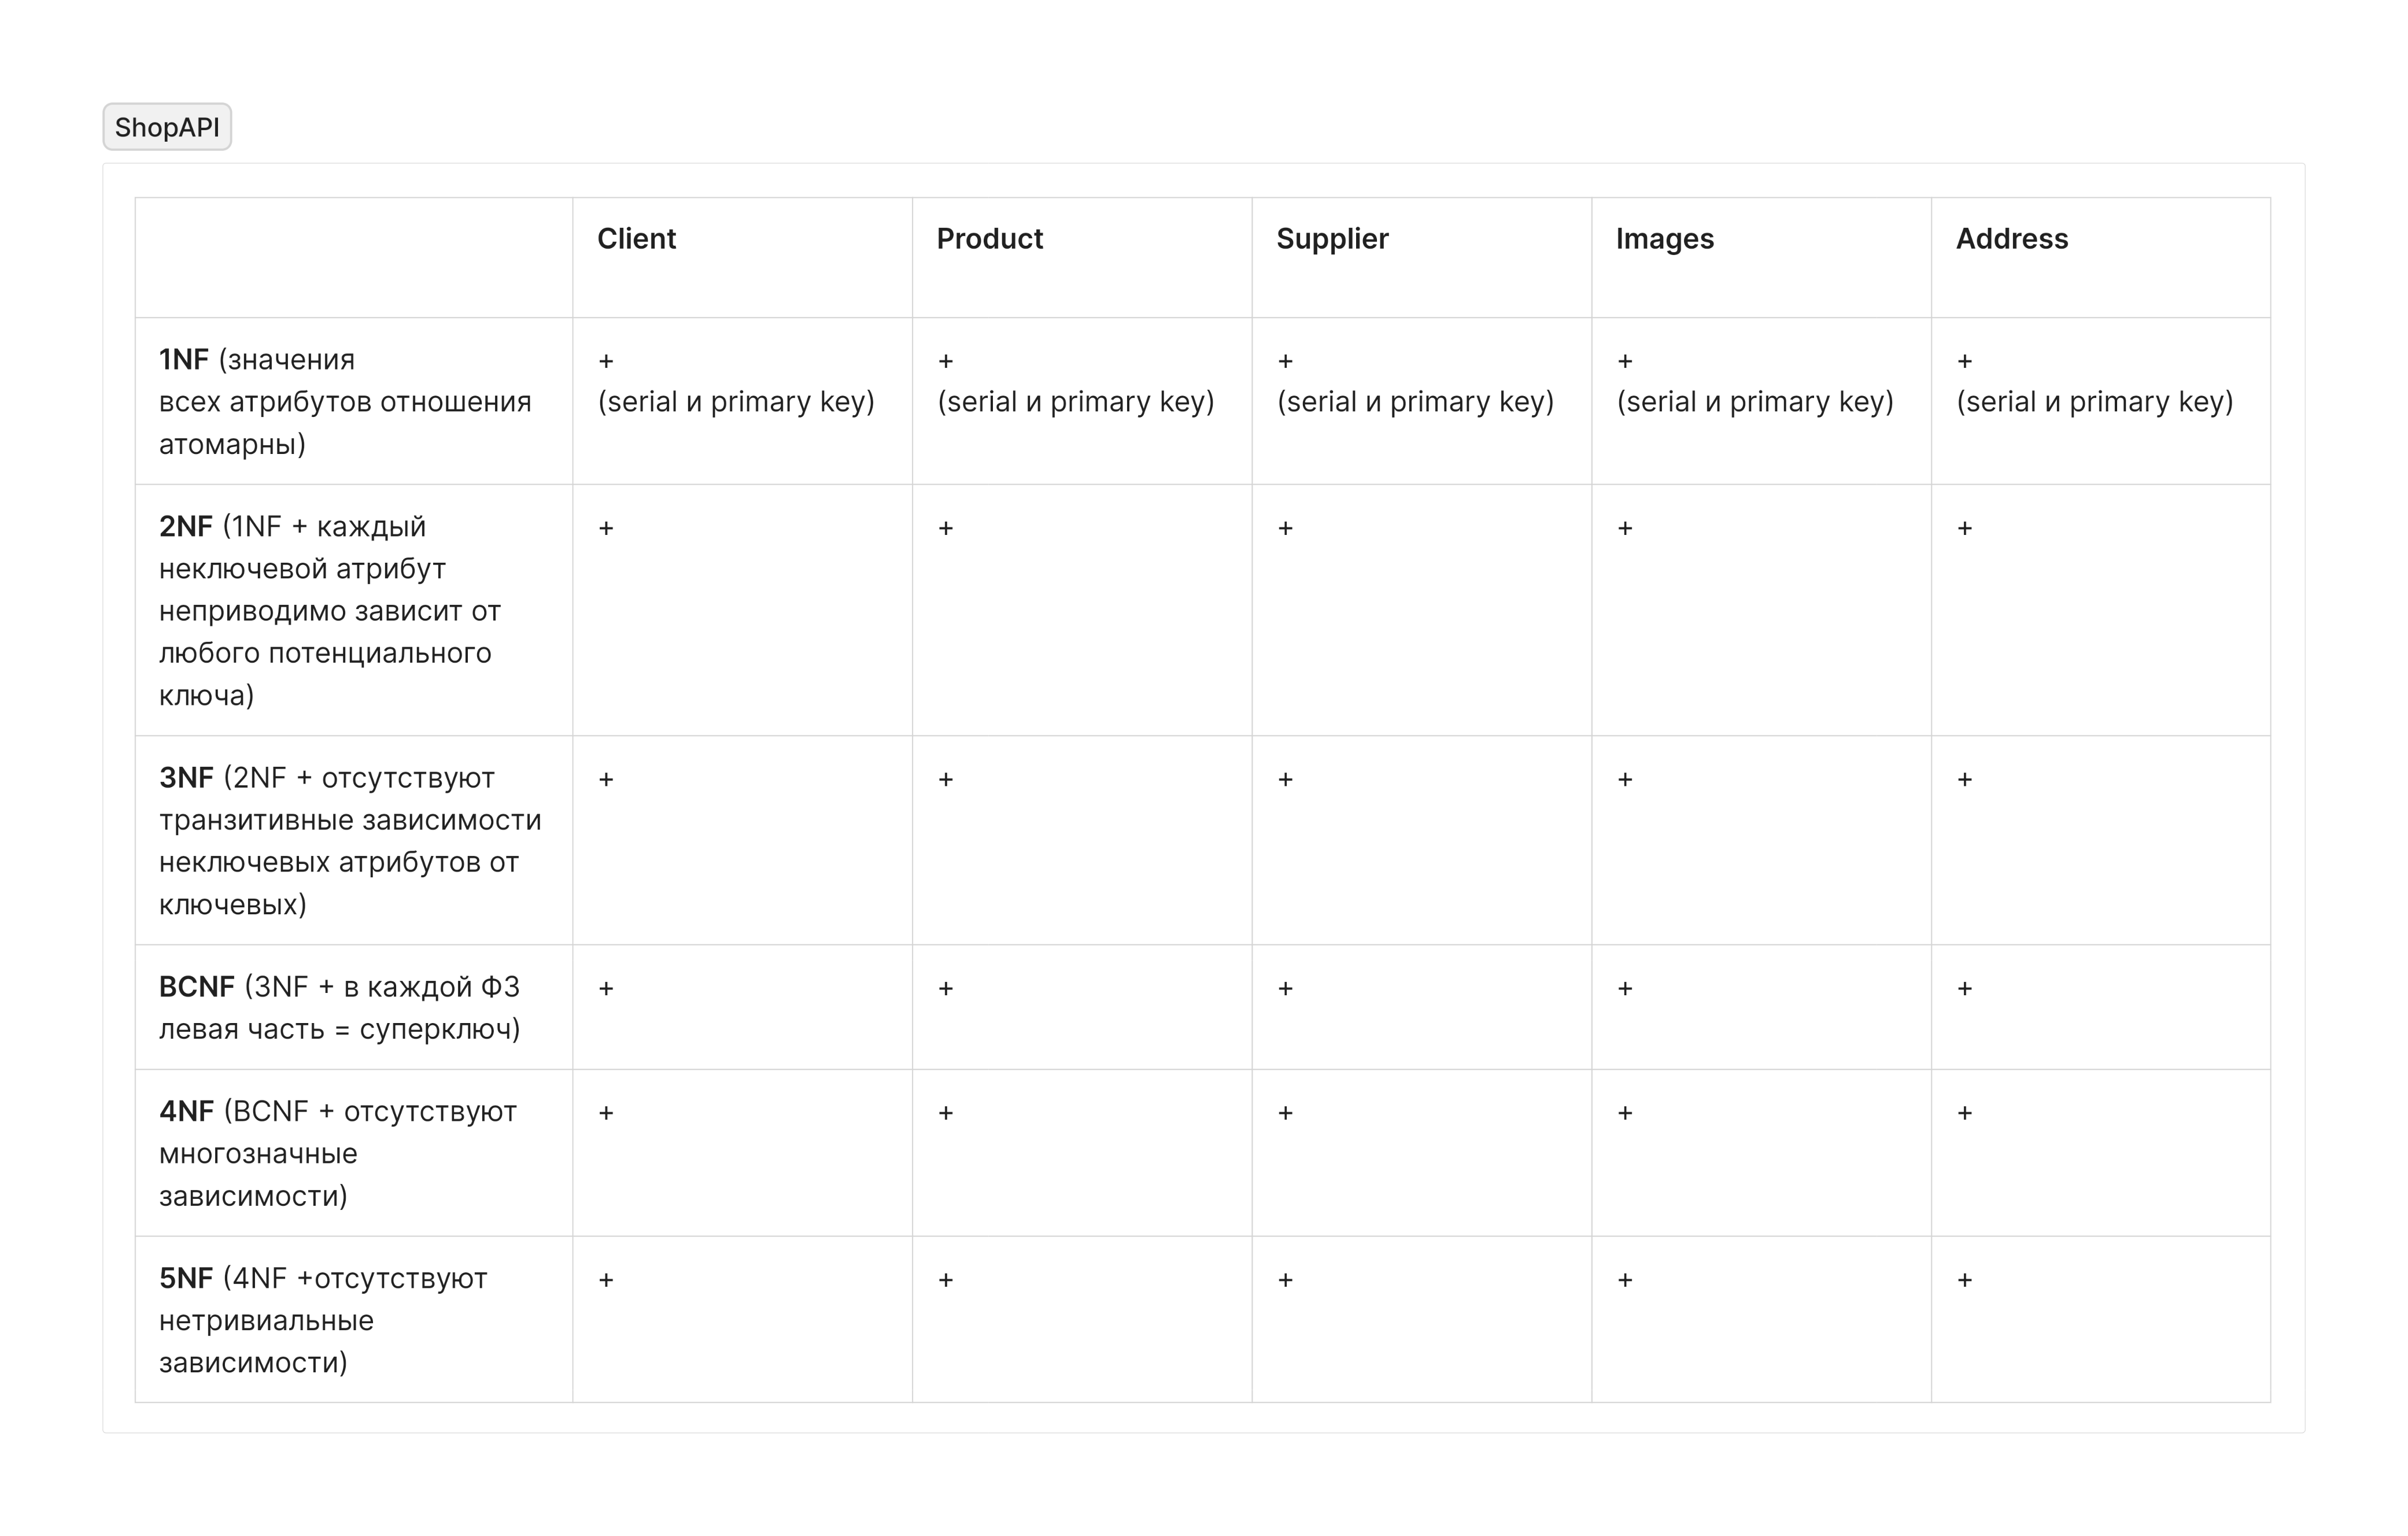 ShopAPI
Client
Product
Supplier
Images
Address
1NF (значения
всех атрибутов отношения
атомарны)
+
(serial и primary key)
+
(serial и primary key)
+
(serial и primary key)
+
(serial и primary key)
+
(serial и primary key)
2NF (1NF + каждый
неключевой атрибут
неприводимо зависит от
любого потенциального
ключа)
+
+
+
+
+
3NF (2NF + отсутствуют
транзитивные зависимости
неключевых атрибутов от
ключевых)
+
+
+
+
+
BCNF (3NF + в каждой ФЗ
левая часть = суперключ)
+
+
+
+
+
4NF (BCNF + отсутствуют
многозначные
зависимости)
+
+
+
+
+
5NF (4NF +отсутствуют
нетривиальные
зависимости)
+
+
+
+
+